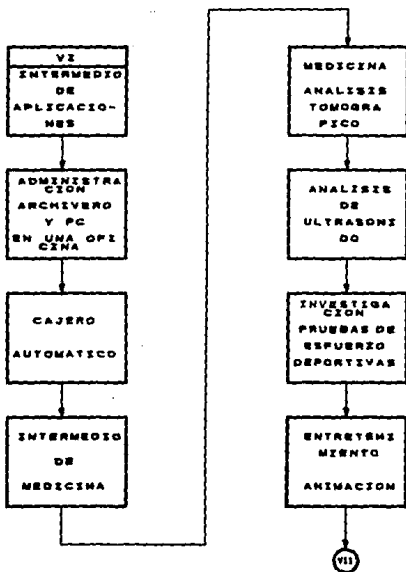 VI
INTERMEDIO
DE
APLICACIO-
NES
ADMINISTRA
CION
ARCHIVERO
Y PC
EN UNA OFI
CINA
CAJERO
AUTOMATICO
INTERMEDIO
DE
MEDICINA
MEDICINA
ANALISIS
TOMOGRA
PICO
ANALISIS
DE
ULTRASONI
DO
INVESTIGA
CION
PRUEBAS DE
ESFUERZO
DEPORTIVAS
ENTRETENI
MIENTO
ANIMACION
VII